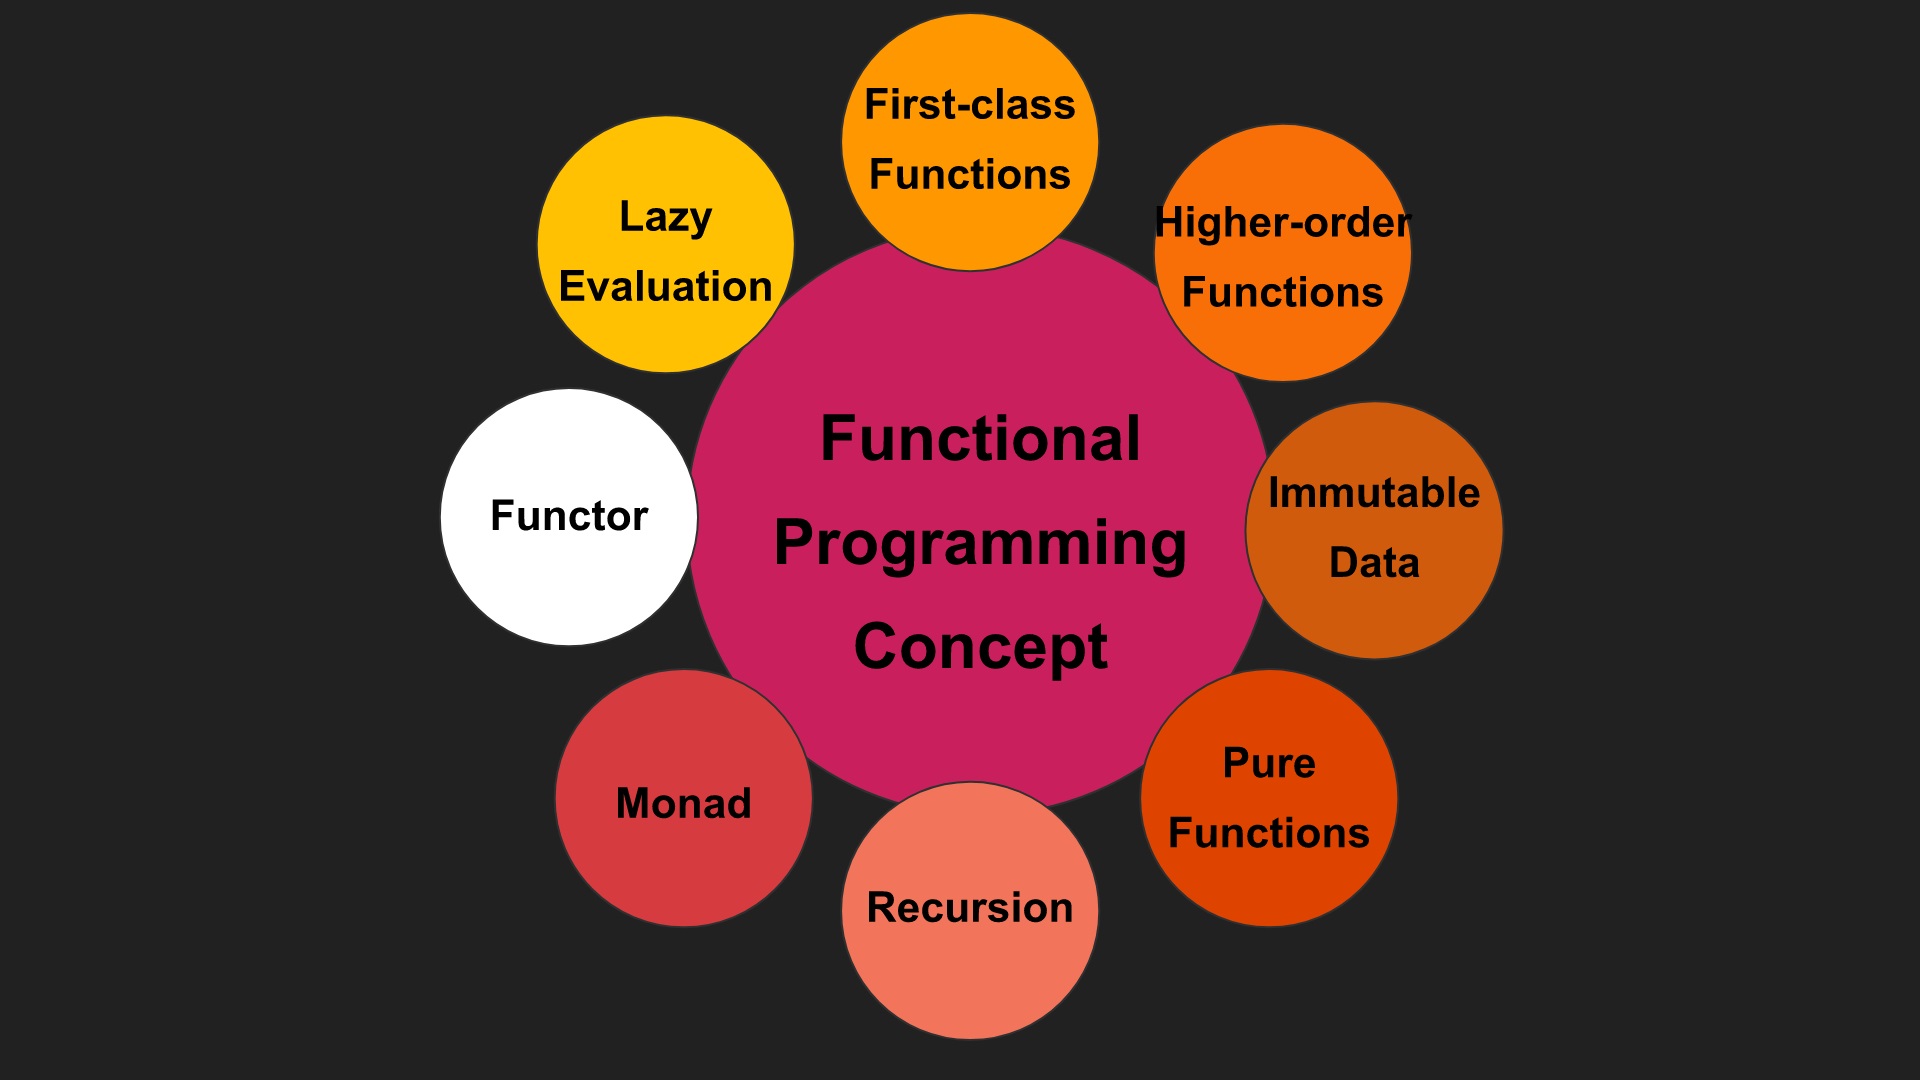 First-class
Functions
Higher-order
Functions
Immutable
Data
Pure
Functions
Recursion
Monad
Functor
Lazy
Evaluation
Functional
Programming
Concept